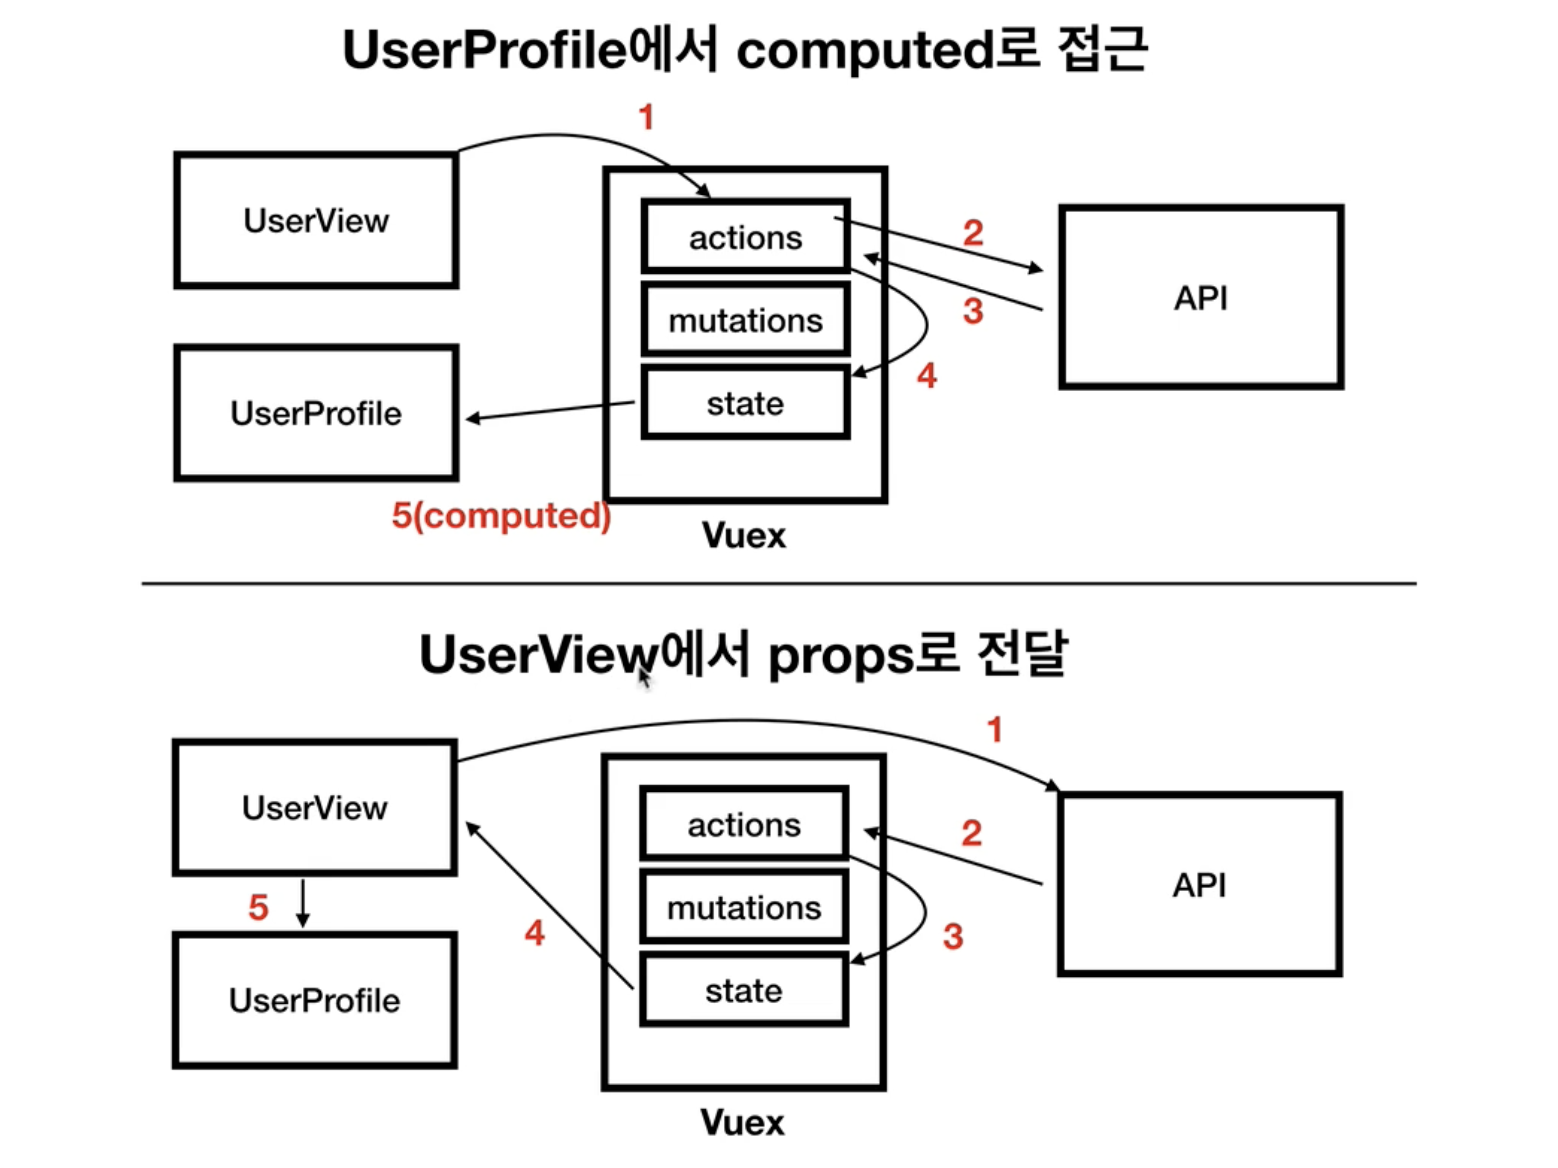 UserProfile에서 computed로 접근
1
UserView
actions
2
API
mutations
3
4
UserProfile
state
5(computed)
Vuex
UserView에서 props로 전달
1
UserView
actions
2
API
5
mutations
4
3
UserProfile
state
Vuex